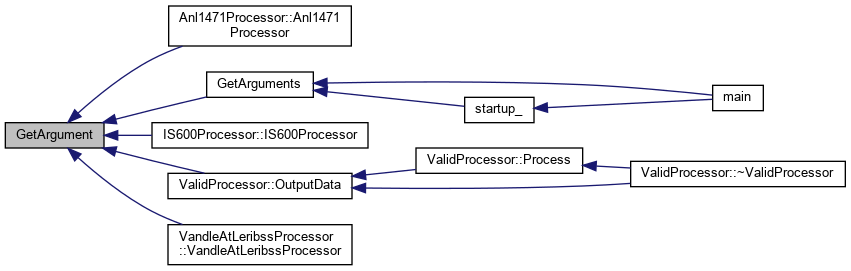 GetArgument
Anl1471Processor::Anl1471
Processor
GetArguments
IS600Processor::IS600Processor
ValidProcessor::OutputData
VandleAtLeribssProcessor
::VandleAtLeribssProcessor
startup_
ValidProcessor::Process
main
ValidProcessor::~ValidProcessor